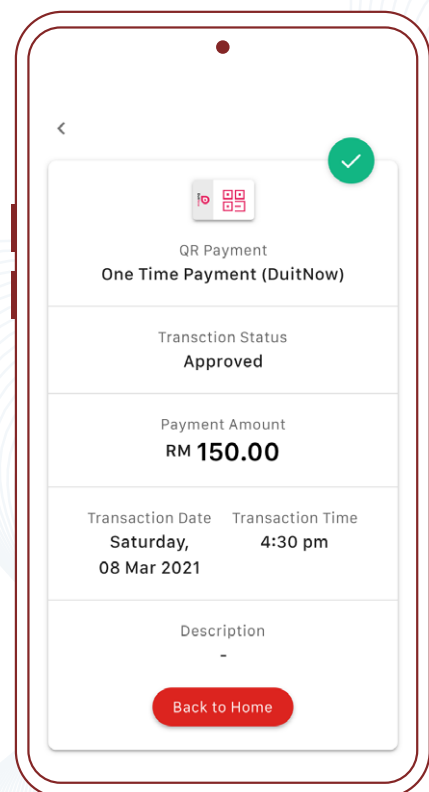 QR Payment
One Time Payment (DuitNow)
Transction Status
Approved
Payment Amount
RM 150.00
Transaction Date
Saturday,
08 Mar 2021
Transaction Time
4:30 pm
Description
-
Back to Home